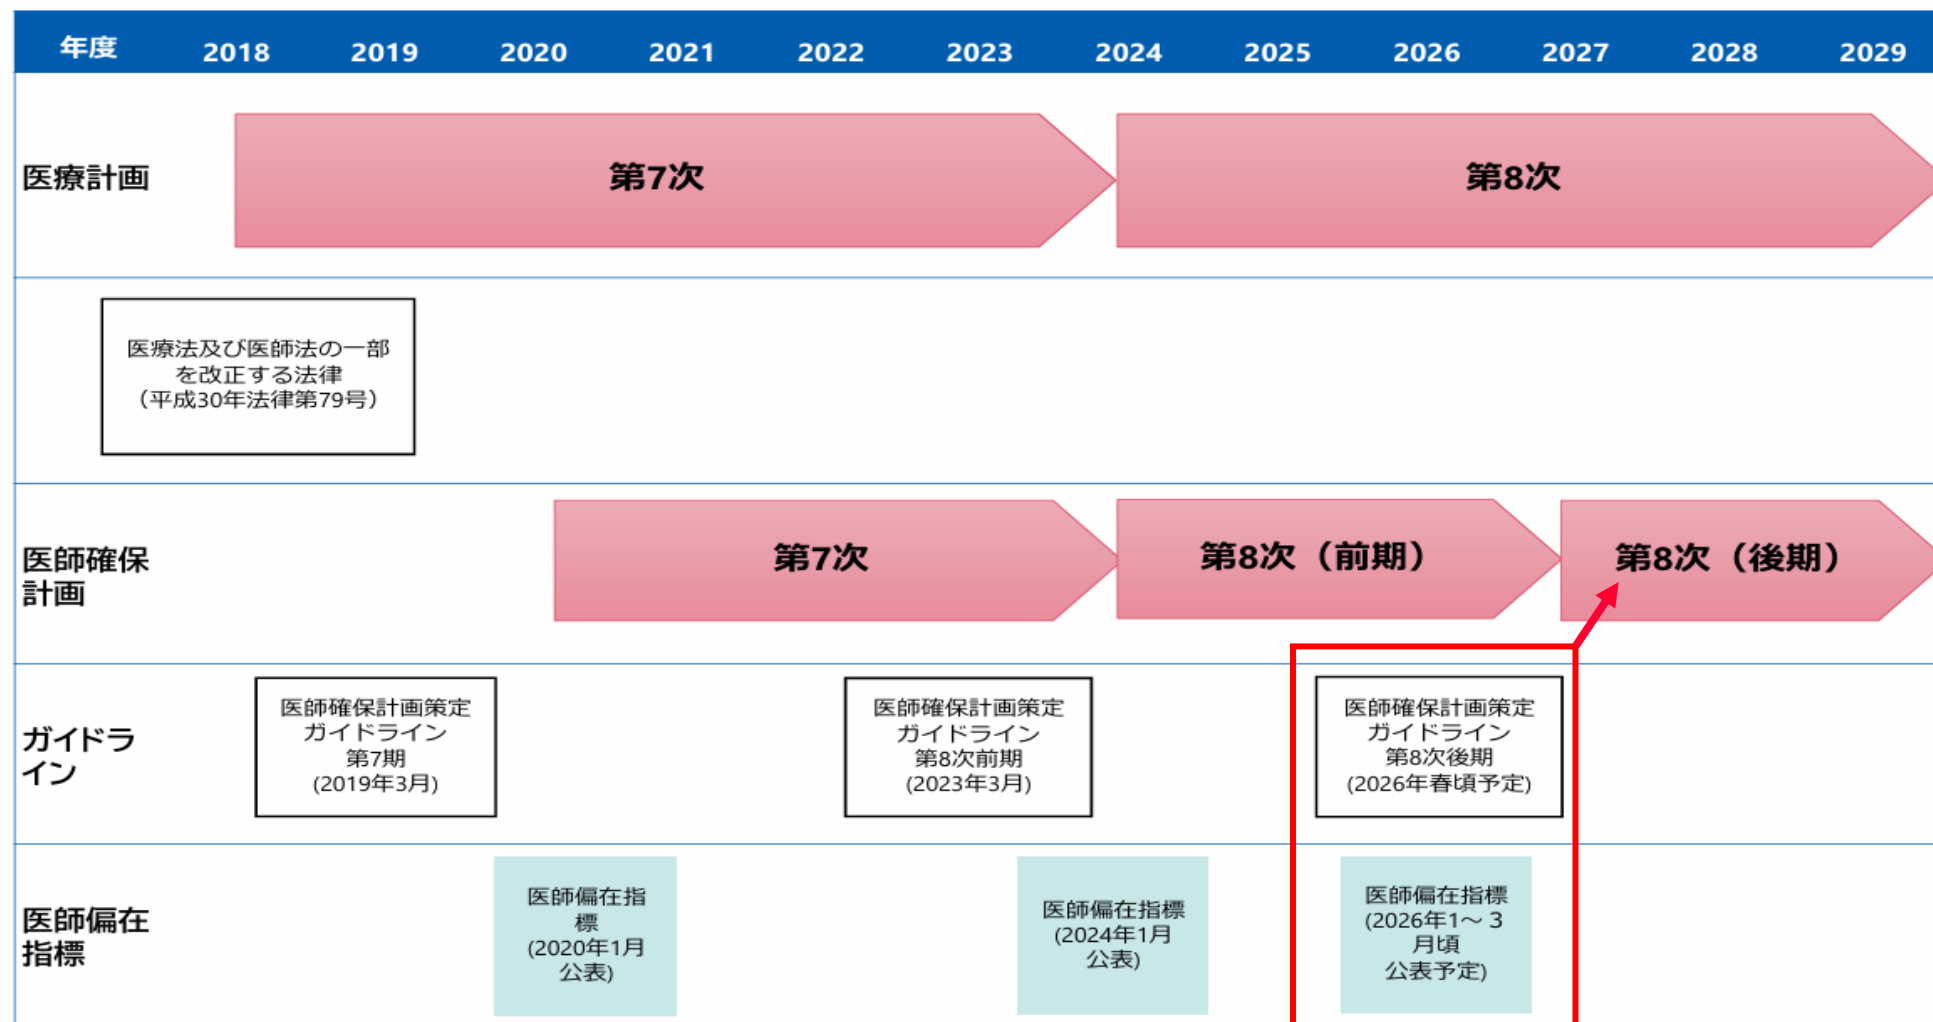 年度 2018 2019 2020 2021 2022 2023 2024 2025 2026 2027 2028 2029
医療計画
第7次
第8次
医療法及び医師法の一部
を改正する法律
（平成30年法律第79号）
医師確保
計画
第7次
第8次（前期）
第8次（後期）
ガイドラ
イン
医師確保計画策定
ガイドライン
第7期
(2019年3月)
医師確保計画策定
ガイドライン
第8次前期
(2023年3月)
医師確保計画策定
ガイドライン
第8次後期
(2026年春頃予定)
医師偏在
指標
医師偏在指
標
(2020年1月
公表)
医師偏在指標
(2024年1月
公表)
医師偏在指標
(2026年1～３
月頃
公表予定)